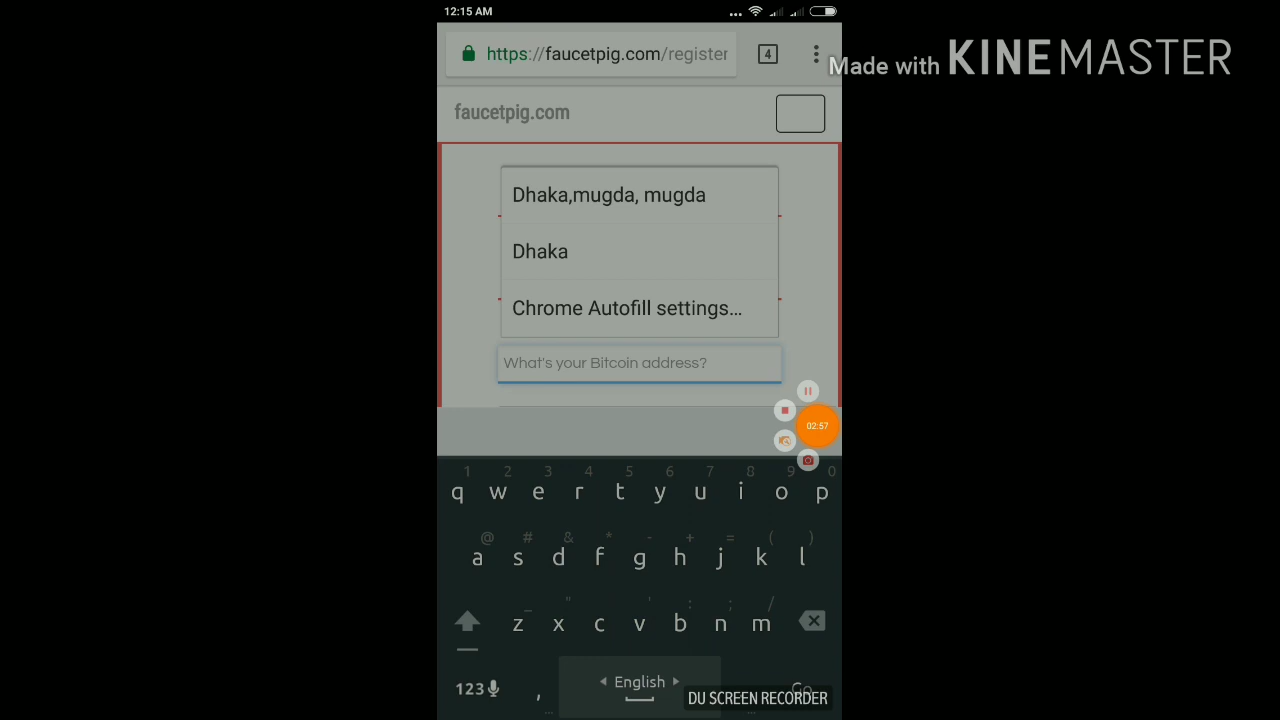 12:15 AM
https://faucetpig.com/register
4
Made with KINEMASTER
faucetpig.com
Dhaka,mugda, mugda
Dhaka
Chrome Autofill settings...
What's your Bitcoin address?
02:57
1 2 3 4 5 6 7 8 9 0
q w e r t y u i o p
@ # & * - + = ( )
a s d f g h j k l
_ " ' : ; /
z x c v b n m
123 , English Go
DU SCREEN RECORDER